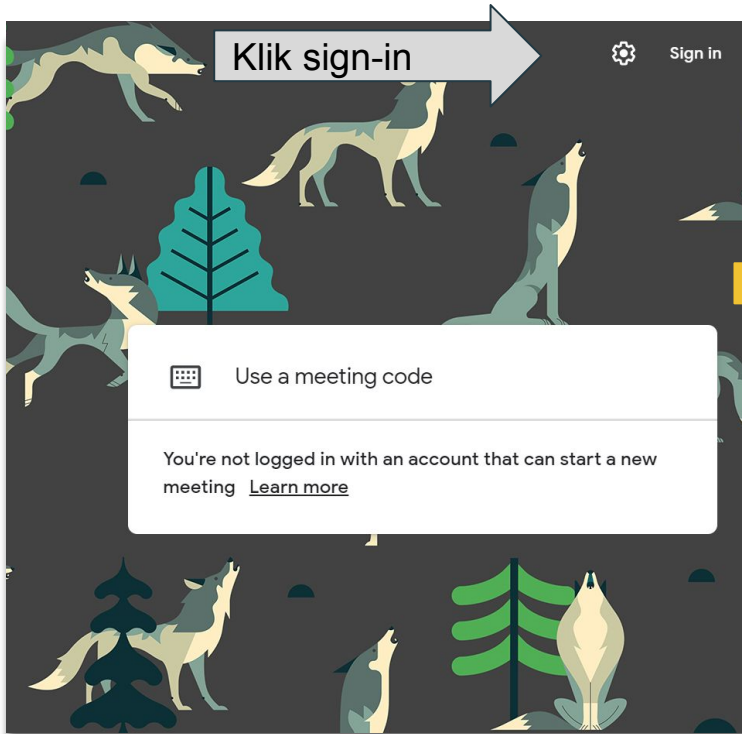 Klik sign-in
Sign in
Use a meeting code
You're not logged in with an account that can start a new
meeting Learn more